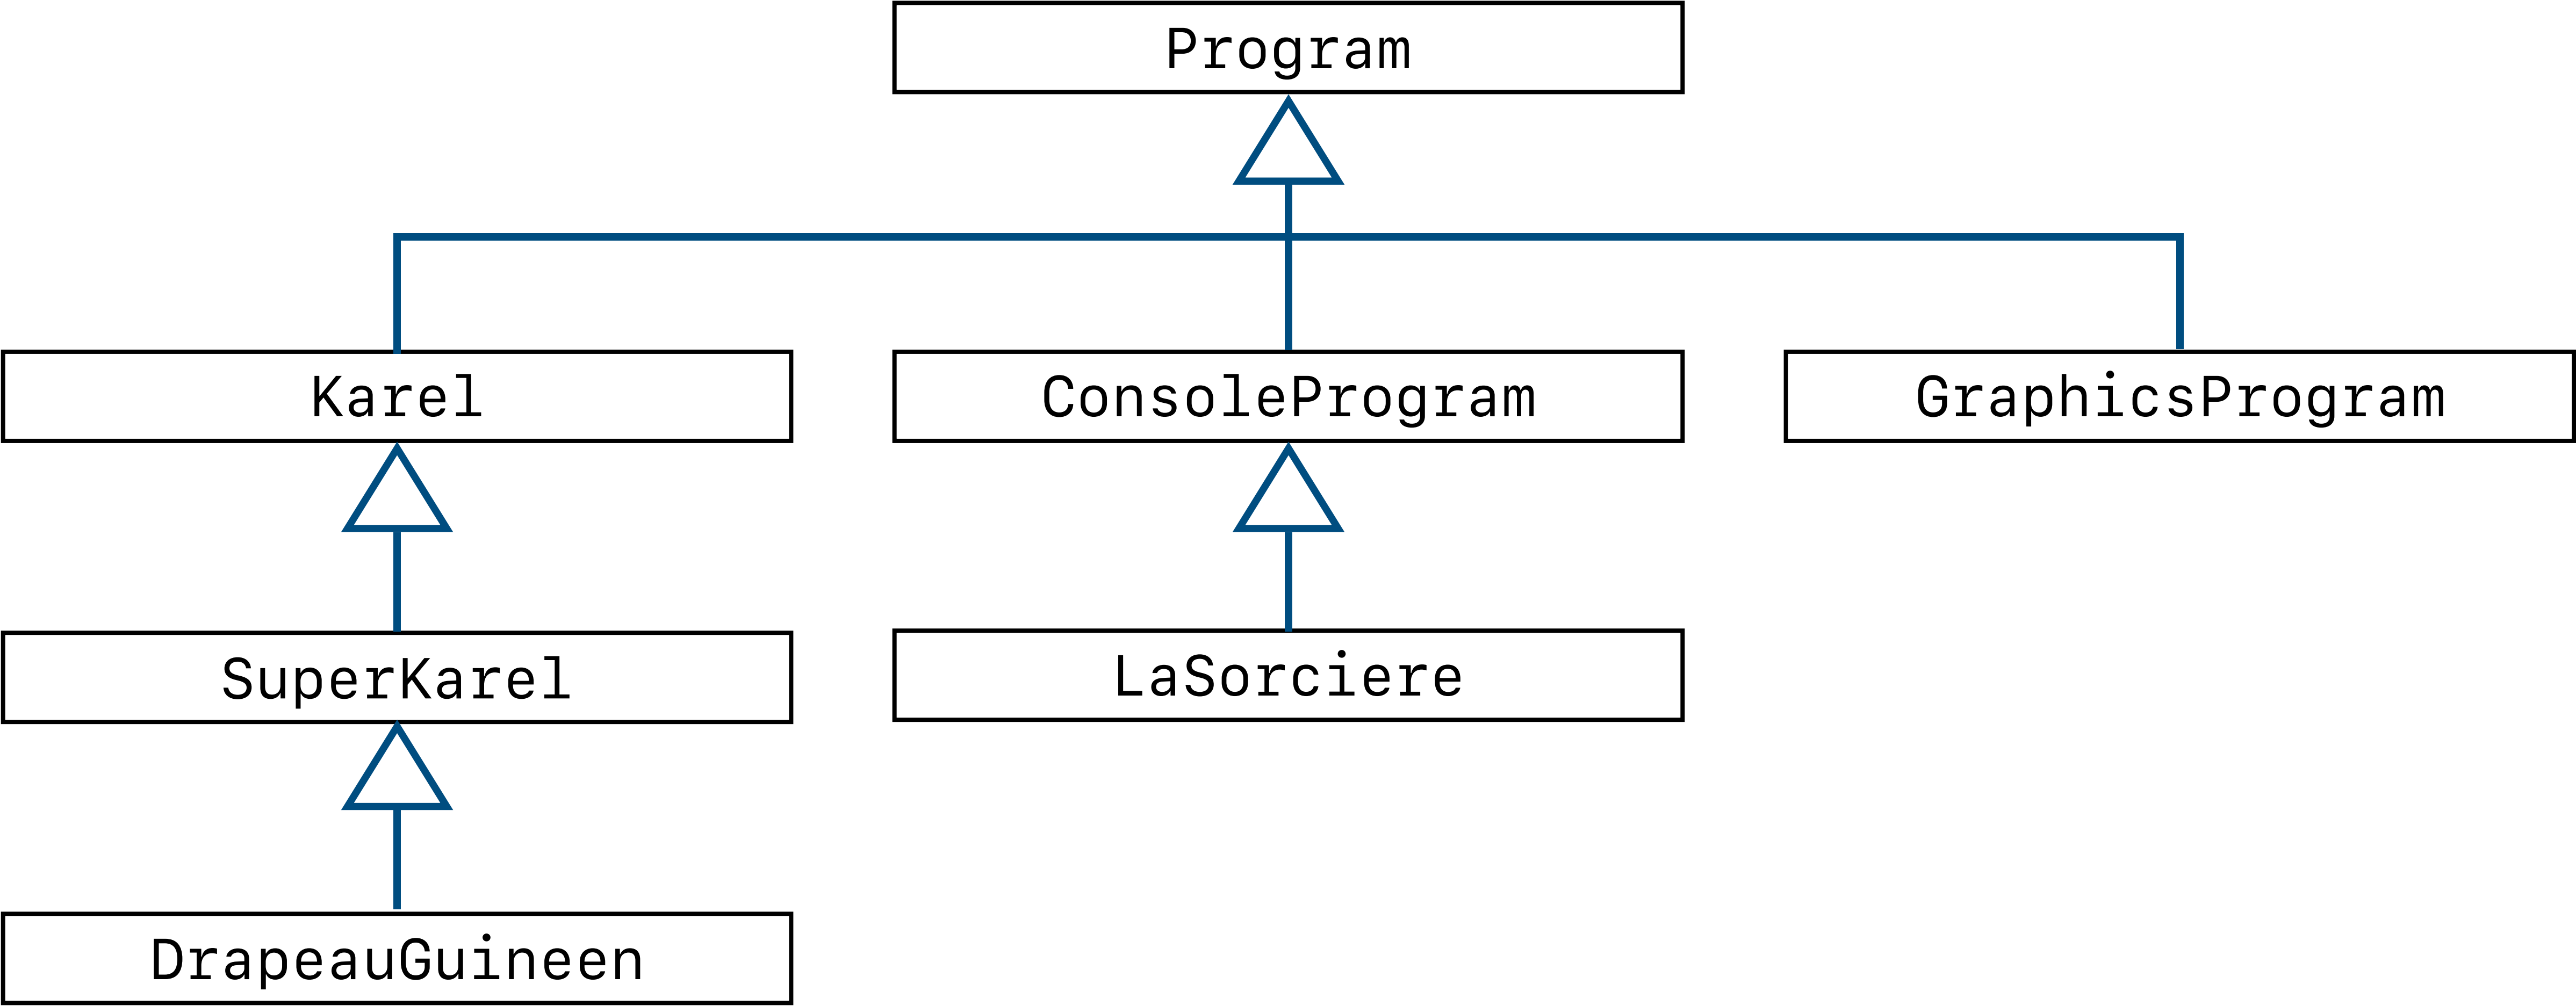 Program
Karel
ConsoleProgram
GraphicsProgram
SuperKarel
LaSorciere
DrapeauGuineen